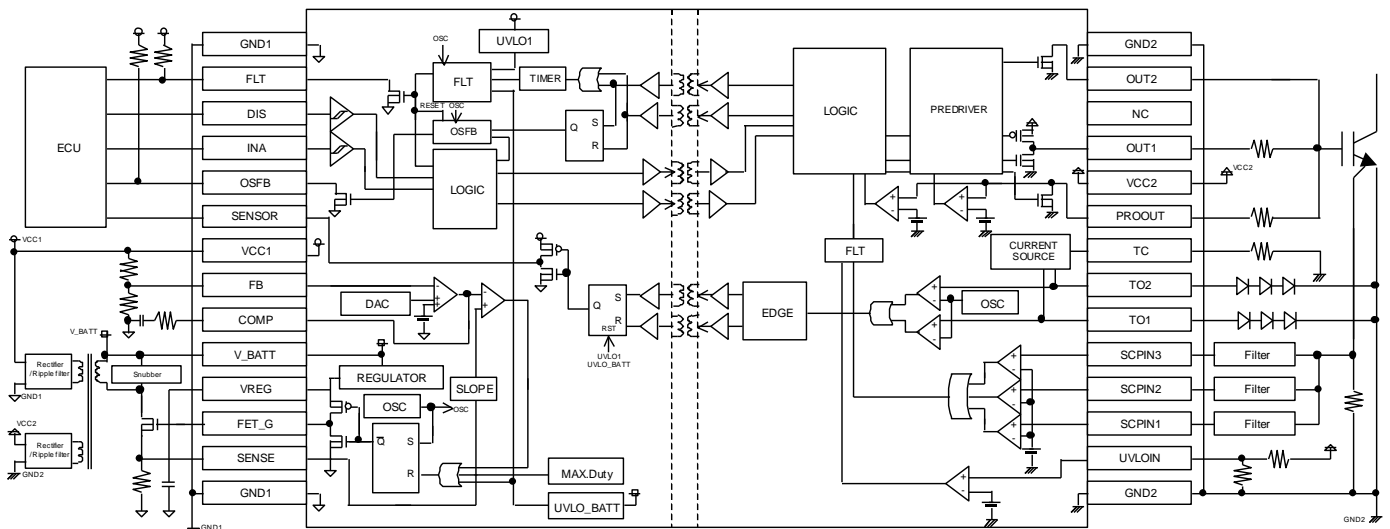 GND1
FLT
DIS
INA
OSFB
SENSOR
VCC1
FB
COMP
V_BATT
VREG
FET_G
SENSE
GND1
GND1
ECU
VCC1
V_BATT
Rectifier
/Ripple filter
GND1
Snubber
VCC2
Rectifier
/Ripple filter
GND2
OSC
UVLO1
FLT
TIMER
RESET OSC
OSFB
Q
S
R
LOGIC
DAC
Q
S
R
RST
UVLO1
UVLO_BATT
REGULATOR
SLOPE
OSC
OSC
Q
S
R
MAX.Duty
UVLO_BATT
LOGIC
PREDRIVER
FLT
CURRENT
SOURCE
OSC
EDGE
GND2
OUT2
NC
OUT1
VCC2
PROOUT
TC
TO2
TO1
SCPIN3
SCPIN2
SCPIN1
UVLOIN
GND2
VCC2
Filter
Filter
Filter
GND2